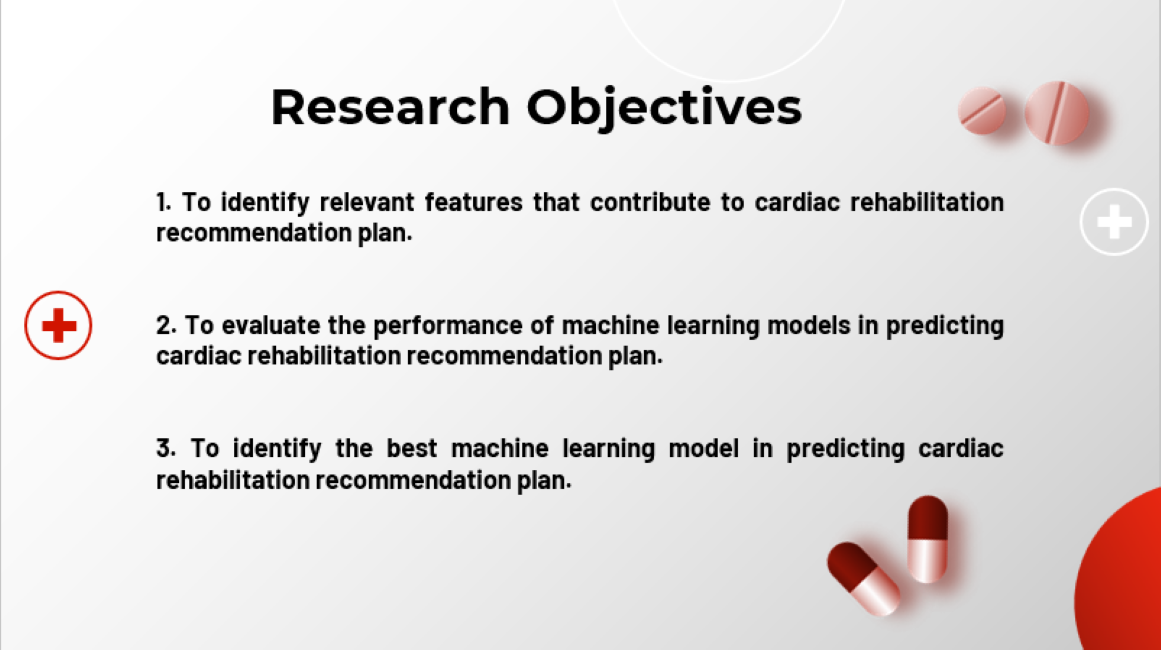 Research Objectives
1. To identify relevant features that contribute to cardiac rehabilitation
recommendation plan.
2. To evaluate the performance of machine learning models in predicting
cardiac rehabilitation recommendation plan.
3. To identify the best machine learning model in predicting cardiac
rehabilitation recommendation plan.